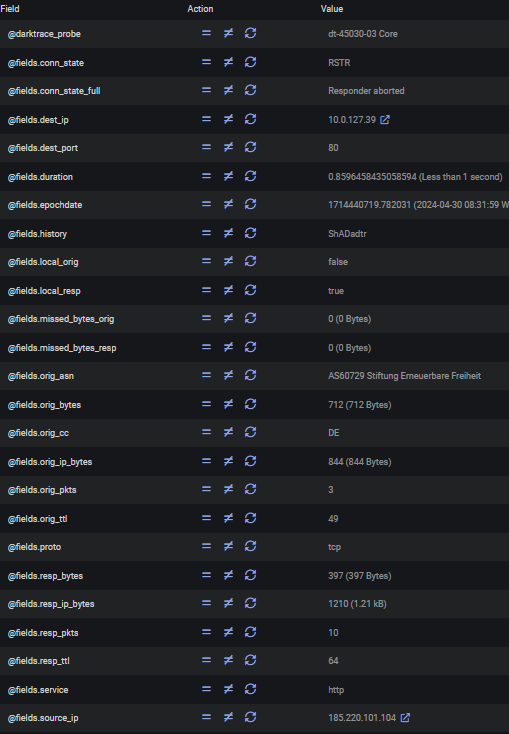 Field Action Value
@darktrace_probe = ≠ dt-45030-03 Core
@fields.conn_state = ≠ RSTR
@fields.conn_state_full = ≠ Responder aborted
@fields.dest_ip = ≠ 10.0.127.39
@fields.dest_port = ≠ 80
@fields.duration = ≠ 0.8596458435058594 (Less than 1 second)
@fields.epochdate = ≠ 1714440719.782031 (2024-04-30 08:31:59 W
@fields.history = ≠ ShADadtr
@fields.local_orig = ≠ false
@fields.local_resp = ≠ true
@fields.missed_bytes_orig = ≠ 0 (0 Bytes)
@fields.missed_bytes_resp = ≠ 0 (0 Bytes)
@fields.orig_asn = ≠ AS60729 Stiftung Erneuerbare Freiheit
@fields.orig_bytes = ≠ 712 (712 Bytes)
@fields.orig_cc = ≠ DE
@fields.orig_ip_bytes = ≠ 844 (844 Bytes)
@fields.orig_pkts = ≠ 3
@fields.orig_ttl = ≠ 49
@fields.proto = ≠ tcp
@fields.resp_bytes = ≠ 397 (397 Bytes)
@fields.resp_ip_bytes = ≠ 1210 (1.21 kB)
@fields.resp_pkts = ≠ 10
@fields.resp_ttl = ≠ 64
@fields.service = ≠ http
@fields.source_ip = ≠ 185.220.101.104